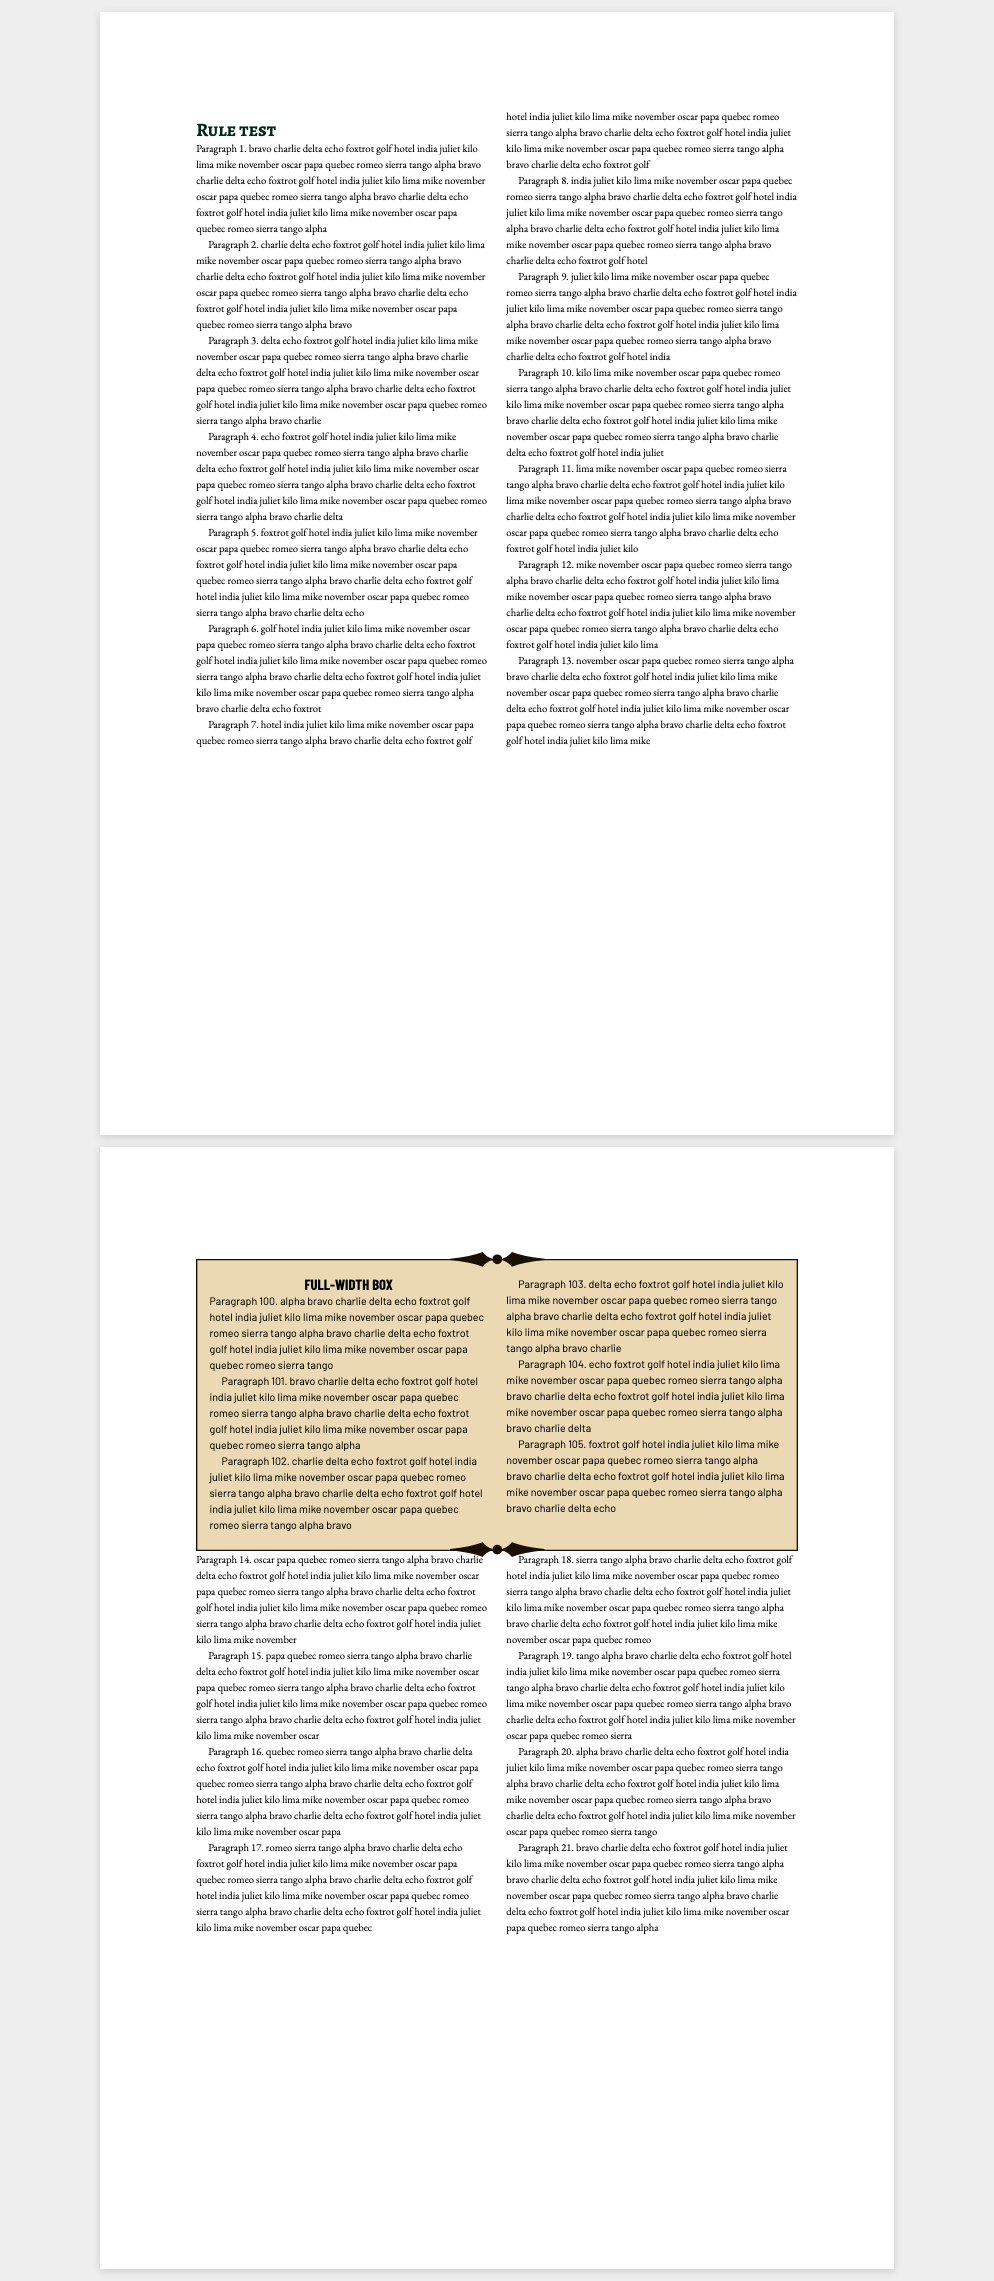 Rule test
Paragraph 1. bravo charlie delta echo foxtrot golf hotel india juliet kilo
lima mike november oscar papa quebec romeo sierra tango alpha bravo
charlie delta echo foxtrot golf hotel india juliet kilo lima mike november
oscar papa quebec romeo sierra tango alpha bravo charlie delta echo
foxtrot golf hotel india juliet kilo lima mike november oscar papa
quebec romeo sierra tango alpha
Paragraph 2. charlie delta echo foxtrot golf hotel india juliet kilo lima
mike november oscar papa quebec romeo sierra tango alpha bravo
charlie delta echo foxtrot golf hotel india juliet kilo lima mike november
oscar papa quebec romeo sierra tango alpha bravo charlie delta echo
foxtrot golf hotel india juliet kilo lima mike november oscar papa
quebec romeo sierra tango alpha bravo
Paragraph 3. delta echo foxtrot golf hotel india juliet kilo lima mike
november oscar papa quebec romeo sierra tango alpha bravo charlie
delta echo foxtrot golf hotel india juliet kilo lima mike november oscar
papa quebec romeo sierra tango alpha bravo charlie delta echo foxtrot
golf hotel india juliet kilo lima mike november oscar papa quebec romeo
sierra tango alpha bravo charlie
Paragraph 4. echo foxtrot golf hotel india juliet kilo lima mike
november oscar papa quebec romeo sierra tango alpha bravo charlie
delta echo foxtrot golf hotel india juliet kilo lima mike november oscar
papa quebec romeo sierra tango alpha bravo charlie delta echo foxtrot
golf hotel india juliet kilo lima mike november oscar papa quebec romeo
sierra tango alpha bravo charlie delta
Paragraph 5. foxtrot golf hotel india juliet kilo lima mike november
oscar papa quebec romeo sierra tango alpha bravo charlie delta echo
foxtrot golf hotel india juliet kilo lima mike november oscar papa
quebec romeo sierra tango alpha bravo charlie delta echo foxtrot golf
hotel india juliet kilo lima mike november oscar papa quebec romeo
sierra tango alpha bravo charlie delta echo
Paragraph 6. golf hotel india juliet kilo lima mike november oscar
papa quebec romeo sierra tango alpha bravo charlie delta echo foxtrot
golf hotel india juliet kilo lima mike november oscar papa quebec romeo
sierra tango alpha bravo charlie delta echo foxtrot golf hotel india juliet
kilo lima mike november oscar papa quebec romeo sierra tango alpha
bravo charlie delta echo foxtrot
Paragraph 7. hotel india juliet kilo lima mike november oscar papa
quebec romeo sierra tango alpha bravo charlie delta echo foxtrot golf
hotel india juliet kilo lima mike november oscar papa quebec romeo
sierra tango alpha bravo charlie delta echo foxtrot golf hotel india juliet
kilo lima mike november oscar papa quebec romeo sierra tango alpha
bravo charlie delta echo foxtrot golf
Paragraph 8. india juliet kilo lima mike november oscar papa quebec
romeo sierra tango alpha bravo charlie delta echo foxtrot golf hotel india
juliet kilo lima mike november oscar papa quebec romeo sierra tango
alpha bravo charlie delta echo foxtrot golf hotel india juliet kilo lima
mike november oscar papa quebec romeo sierra tango alpha bravo
charlie delta echo foxtrot golf hotel
Paragraph 9. juliet kilo lima mike november oscar papa quebec
romeo sierra tango alpha bravo charlie delta echo foxtrot golf hotel india
juliet kilo lima mike november oscar papa quebec romeo sierra tango
alpha bravo charlie delta echo foxtrot golf hotel india juliet kilo lima
mike november oscar papa quebec romeo sierra tango alpha bravo
charlie delta echo foxtrot golf hotel india
Paragraph 10. kilo lima mike november oscar papa quebec romeo
sierra tango alpha bravo charlie delta echo foxtrot golf hotel india juliet
kilo lima mike november oscar papa quebec romeo sierra tango alpha
bravo charlie delta echo foxtrot golf hotel india juliet kilo lima mike
november oscar papa quebec romeo sierra tango alpha bravo charlie
delta echo foxtrot golf hotel india juliet
Paragraph 11. lima mike november oscar papa quebec romeo sierra
tango alpha bravo charlie delta echo foxtrot golf hotel india juliet kilo
lima mike november oscar papa quebec romeo sierra tango alpha bravo
charlie delta echo foxtrot golf hotel india juliet kilo lima mike november
oscar papa quebec romeo sierra tango alpha bravo charlie delta echo
foxtrot golf hotel india juliet kilo
Paragraph 12. mike november oscar papa quebec romeo sierra tango
alpha bravo charlie delta echo foxtrot golf hotel india juliet kilo lima
mike november oscar papa quebec romeo sierra tango alpha bravo
charlie delta echo foxtrot golf hotel india juliet kilo lima mike november
oscar papa quebec romeo sierra tango alpha bravo charlie delta echo
foxtrot golf hotel india juliet kilo lima
Paragraph 13. november oscar papa quebec romeo sierra tango alpha
bravo charlie delta echo foxtrot golf hotel india juliet kilo lima mike
november oscar papa quebec romeo sierra tango alpha bravo charlie
delta echo foxtrot golf hotel india juliet kilo lima mike november oscar
papa quebec romeo sierra tango alpha bravo charlie delta echo foxtrot
golf hotel india juliet kilo lima mike
FULL-WIDTH BOX
Paragraph 100. alpha bravo charlie delta echo foxtrot golf
hotel india juliet kilo lima mike november oscar papa quebec
romeo sierra tango alpha bravo charlie delta echo foxtrot
golf hotel india juliet kilo lima mike november oscar papa
quebec romeo sierra tango
Paragraph 101. bravo charlie delta echo foxtrot golf hotel
india juliet kilo lima mike november oscar papa quebec
romeo sierra tango alpha bravo charlie delta echo foxtrot
golf hotel india juliet kilo lima mike november oscar papa
quebec romeo sierra tango alpha
Paragraph 102. charlie delta echo foxtrot golf hotel india
juliet kilo lima mike november oscar papa quebec romeo
sierra tango alpha bravo charlie delta echo foxtrot golf hotel
india juliet kilo lima mike november oscar papa quebec
romeo sierra tango alpha bravo
Paragraph 103. delta echo foxtrot golf hotel india juliet kilo
lima mike november oscar papa quebec romeo sierra tango
alpha bravo charlie delta echo foxtrot golf hotel india juliet
kilo lima mike november oscar papa quebec romeo sierra
tango alpha bravo charlie
Paragraph 104. echo foxtrot golf hotel india juliet kilo lima
mike november oscar papa quebec romeo sierra tango alpha
bravo charlie delta echo foxtrot golf hotel india juliet kilo lima
mike november oscar papa quebec romeo sierra tango alpha
bravo charlie delta
Paragraph 105. foxtrot golf hotel india juliet kilo lima mike
november oscar papa quebec romeo sierra tango alpha
bravo charlie delta echo foxtrot golf hotel india juliet kilo lima
mike november oscar papa quebec romeo sierra tango alpha
bravo charlie delta echo
Paragraph 14. oscar papa quebec romeo sierra tango alpha bravo charlie
delta echo foxtrot golf hotel india juliet kilo lima mike november oscar
papa quebec romeo sierra tango alpha bravo charlie delta echo foxtrot
golf hotel india juliet kilo lima mike november oscar papa quebec romeo
sierra tango alpha bravo charlie delta echo foxtrot golf hotel india juliet
kilo lima mike november
Paragraph 15. papa quebec romeo sierra tango alpha bravo charlie
delta echo foxtrot golf hotel india juliet kilo lima mike november oscar
papa quebec romeo sierra tango alpha bravo charlie delta echo foxtrot
golf hotel india juliet kilo lima mike november oscar papa quebec romeo
sierra tango alpha bravo charlie delta echo foxtrot golf hotel india juliet
kilo lima mike november oscar
Paragraph 16. quebec romeo sierra tango alpha bravo charlie delta
echo foxtrot golf hotel india juliet kilo lima mike november oscar papa
quebec romeo sierra tango alpha bravo charlie delta echo foxtrot golf
hotel india juliet kilo lima mike november oscar papa quebec romeo
sierra tango alpha bravo charlie delta echo foxtrot golf hotel india juliet
kilo lima mike november oscar papa
Paragraph 17. romeo sierra tango alpha bravo charlie delta echo
foxtrot golf hotel india juliet kilo lima mike november oscar papa
quebec romeo sierra tango alpha bravo charlie delta echo foxtrot golf
hotel india juliet kilo lima mike november oscar papa quebec romeo
sierra tango alpha bravo charlie delta echo foxtrot golf hotel india juliet
kilo lima mike november oscar papa quebec
Paragraph 18. sierra tango alpha bravo charlie delta echo foxtrot golf
hotel india juliet kilo lima mike november oscar papa quebec romeo
sierra tango alpha bravo charlie delta echo foxtrot golf hotel india juliet
kilo lima mike november oscar papa quebec romeo sierra tango alpha
bravo charlie delta echo foxtrot golf hotel india juliet kilo lima mike
november oscar papa quebec romeo
Paragraph 19. tango alpha bravo charlie delta echo foxtrot golf hotel
india juliet kilo lima mike november oscar papa quebec romeo sierra
tango alpha bravo charlie delta echo foxtrot golf hotel india juliet kilo
lima mike november oscar papa quebec romeo sierra tango alpha bravo
charlie delta echo foxtrot golf hotel india juliet kilo lima mike november
oscar papa quebec romeo sierra
Paragraph 20. alpha bravo charlie delta echo foxtrot golf hotel india
juliet kilo lima mike november oscar papa quebec romeo sierra tango
alpha bravo charlie delta echo foxtrot golf hotel india juliet kilo lima
mike november oscar papa quebec romeo sierra tango alpha bravo
charlie delta echo foxtrot golf hotel india juliet kilo lima mike november
oscar papa quebec romeo sierra tango
Paragraph 21. bravo charlie delta echo foxtrot golf hotel india juliet
kilo lima mike november oscar papa quebec romeo sierra tango alpha
bravo charlie delta echo foxtrot golf hotel india juliet kilo lima mike
november oscar papa quebec romeo sierra tango alpha bravo charlie
delta echo foxtrot golf hotel india juliet kilo lima mike november oscar
papa quebec romeo sierra tango alpha